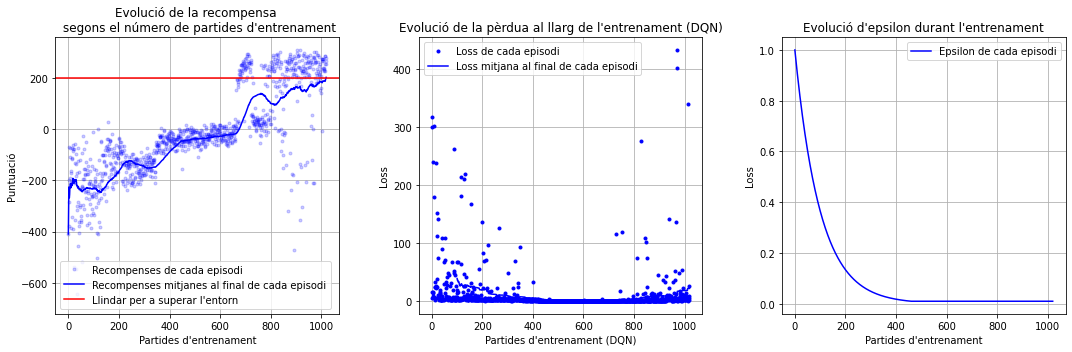 Evolució de la recompensa
segons el número de partides d'entrenament
Puntuació
200
0
−200
−400
−600
Recompenses de cada episodi
Recompenses mitjanes al final de cada episodi
Llindar per a superar l'entorn
0 200 400 600 800 1000
Partides d'entrenament
Evolució de la pèrdua al llarg de l'entrenament (DQN)
Loss de cada episodi
Loss mitjana al final de cada episodi
Loss
400
300
200
100
0
0 200 400 600 800 1000
Partides d'entrenament (DQN)
Evolució d'epsilon durant l'entrenament
Epsilon de cada episodi
Loss
1.0
0.8
0.6
0.4
0.2
0.0
0 200 400 600 800 1000
Partides d'entrenament